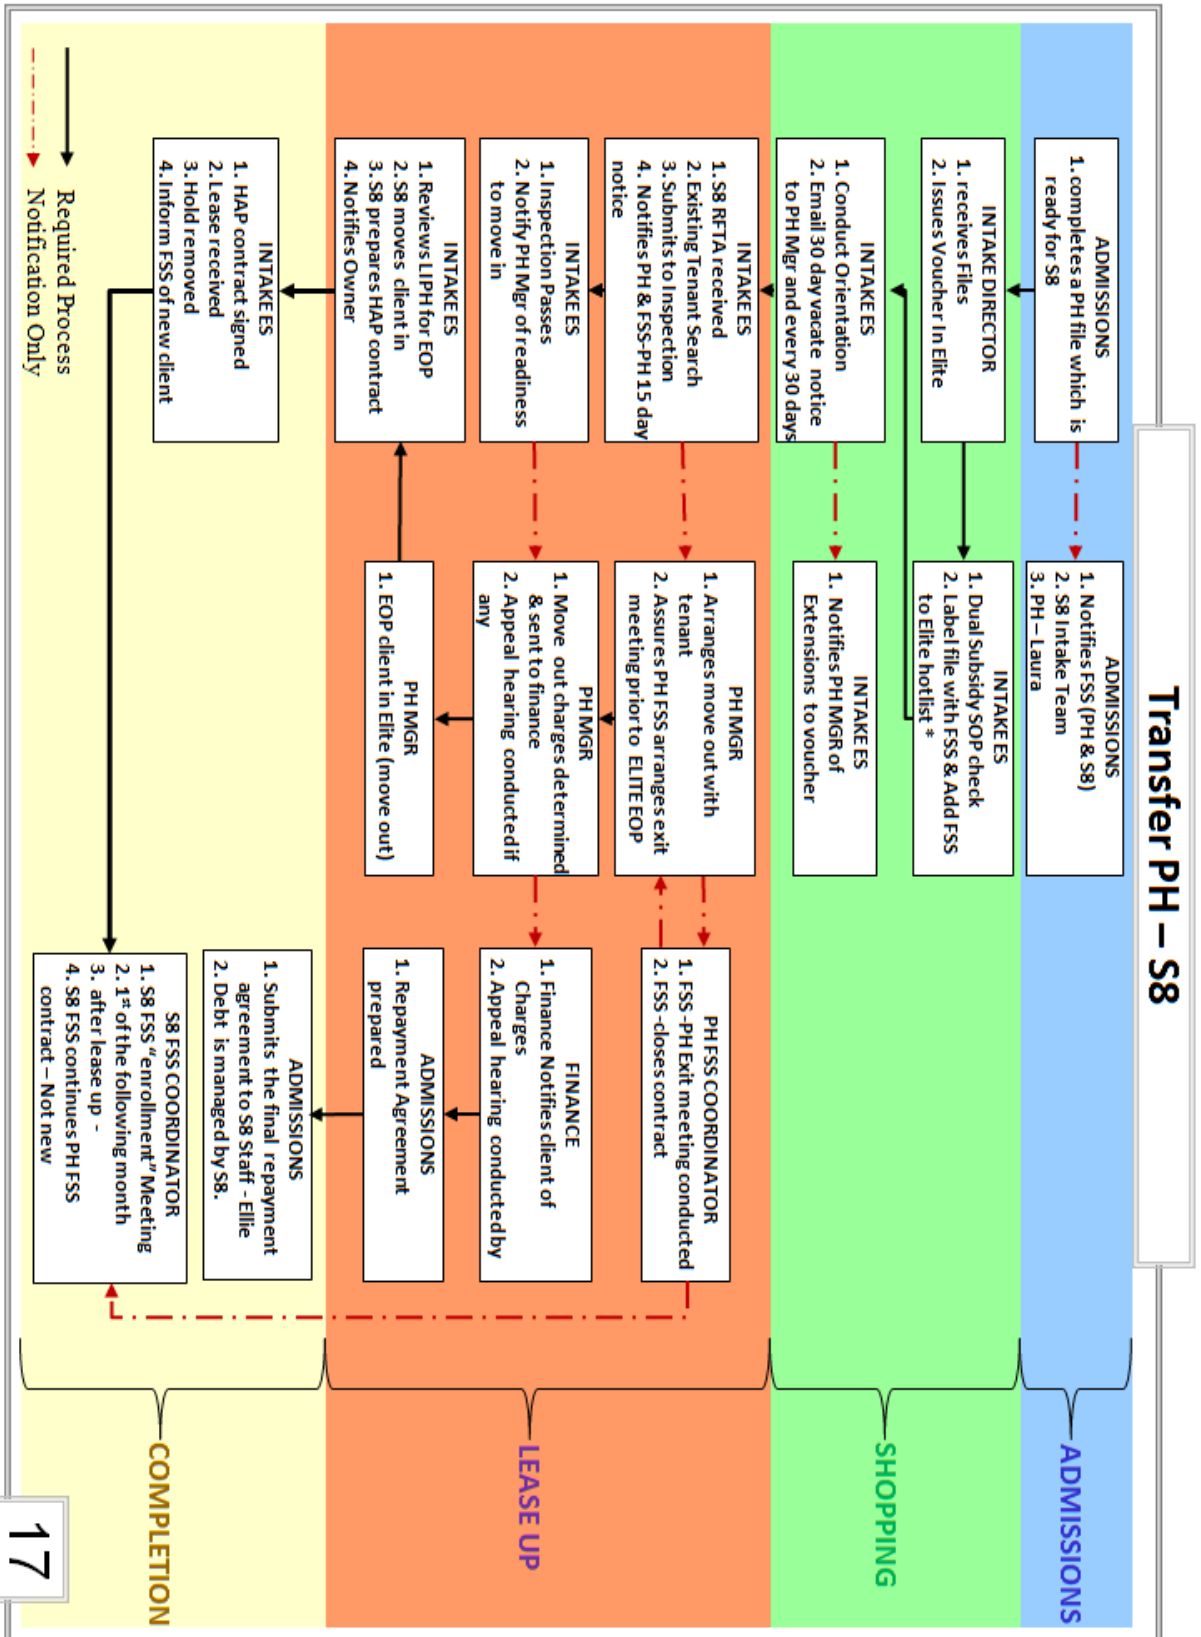 Transfer PH – S8
ADMISSIONS
1. completes a PH file which is
ready for S8
ADMISSIONS
1. Notifies FSS (PH & S8)
2. S8 Intake Team
3. PH – Laura
ADMISSIONS
INTAKE DIRECTOR
1. receives Files
2. Issues Voucher In Elite
INTAKE ES
1. Dual Subsidy SOP check
2. Label file with FSS & Add FSS
to Elite hotlist *
INTAKE ES
1. Conduct Orientation
2. Email 30 day vacate notice
to PH Mgr and every 30 days
INTAKE ES
1. Notifies PH MGR of
Extensions to voucher
SHOPPING
INTAKE ES
1. S8 RFTA received
2. Existing Tenant Search
3. Submits to Inspection
4. Notifies PH & FSS-PH 15 day
notice
PH MGR
1. Arranges move out with
tenant
2. Assures PH FSS arranges exit
meeting prior to ELITE EOP
PH FSS COORDINATOR
1. FSS -PH Exit meeting conducted
2. FSS -closes contract
INTAKE ES
1. Inspection Passes
2. Notify PH Mgr of readiness
to move in
PH MGR
1. Move out charges determined
& sent to finance
2. Appeal hearing conducted if
any
FINANCE
1. Finance Notifies client of
Charges
2. Appeal hearing conducted by
INTAKE ES
1. Reviews LIPH for EOP
2. S8 moves client in
3. S8 prepares HAP contract
4. Notifies Owner
PH MGR
1. EOP client in Elite (move out)
ADMISSIONS
1. Repayment Agreement
prepared
LEASE UP
INTAKE ES
1. HAP contract signed
2. Lease received
3. Hold removed
4. Inform FSS of new client
ADMISSIONS
1. Submits the final repayment
agreement to S8 Staff - Ellie
2. Debt is managed by S8.
S8 FSS COORDINATOR
1. S8 FSS “enrollment” Meeting
2. 1st of the following month
3. after lease up -
4. S8 FSS continues PH FSS
contract – Not new
COMPLETION
Required Process
Notification Only
17